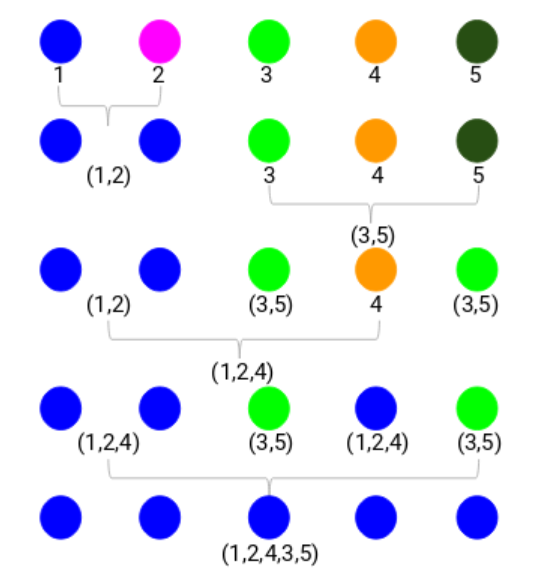 1 2 3 4 5
(1,2) 3 4 5
(3,5)
(1,2) (3,5) 4 (3,5)
(1,2,4)
(1,2,4) (3,5) (1,2,4) (3,5)
(1,2,4,3,5)